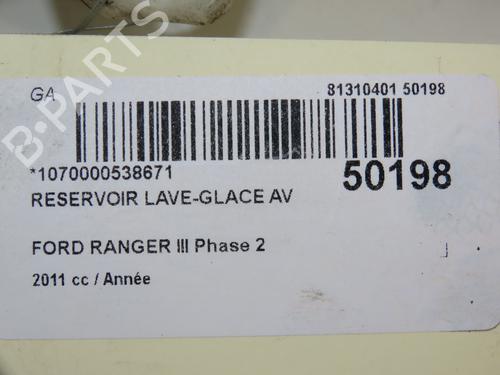 GA 81310401 50198
*1070000538671 50198
RESERVOIR LAVE-GLACE AV
FORD RANGER III Phase 2
2011 cc / Année
B-PARTS